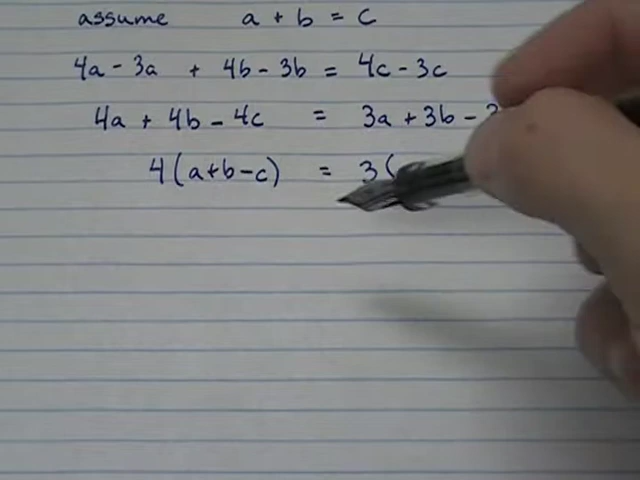 assume a + b = c
4a - 3a + 4b - 3b = 4c - 3c
4a + 4b - 4c = 3a + 3b -
4(a+b-c) = 3(